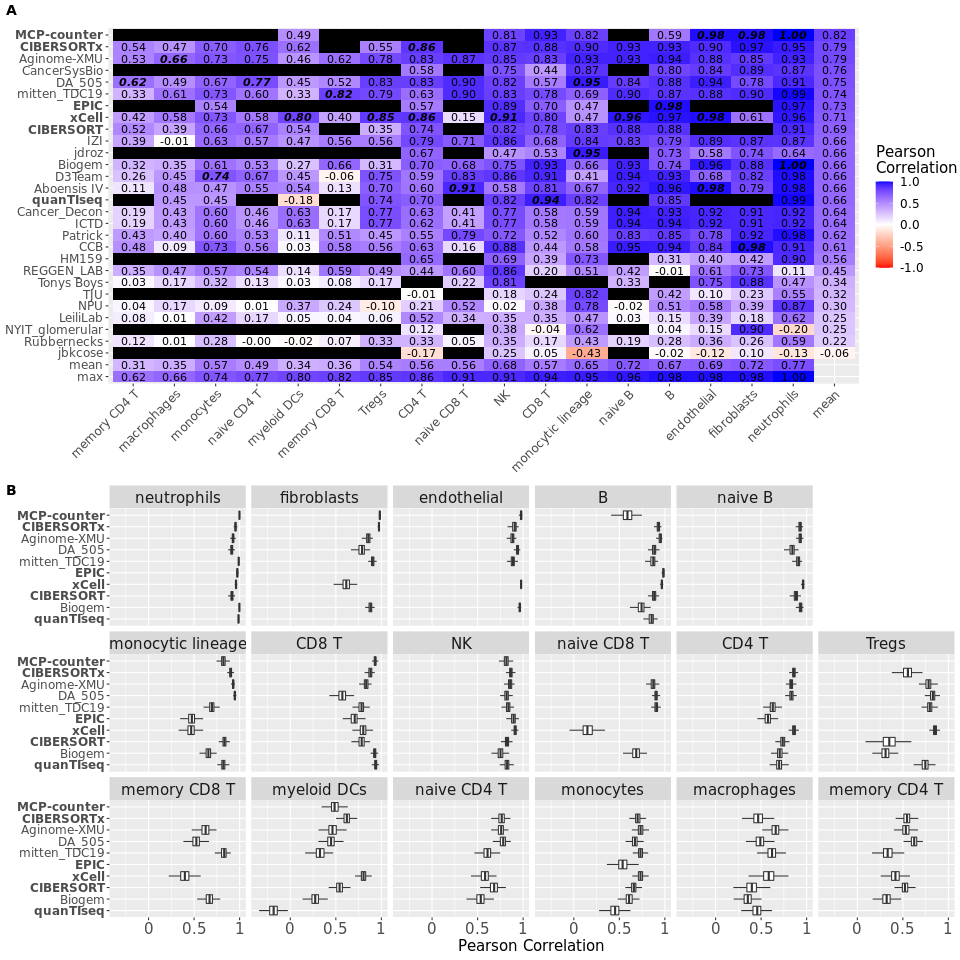 A
MCP-counter 0.49 0.81 0.93 0.82 0.59 0.98 0.98 1.00 0.82
CIBERSORTx 0.54 0.47 0.70 0.76 0.62 0.55 0.86 0.87 0.88 0.90 0.93 0.93 0.90 0.97 0.95 0.79
Aginome-XMU 0.53 0.66 0.73 0.75 0.46 0.62 0.78 0.83 0.87 0.85 0.83 0.93 0.93 0.94 0.88 0.85 0.93 0.79
CancerSysBio 0.58 0.75 0.44 0.87 0.80 0.84 0.89 0.87 0.76
DA_505 0.62 0.49 0.67 0.77 0.45 0.52 0.83 0.83 0.90 0.82 0.57 0.95 0.84 0.88 0.94 0.78 0.91 0.75
mitten_TDC19 0.33 0.61 0.73 0.60 0.33 0.82 0.79 0.63 0.90 0.83 0.78 0.69 0.90 0.87 0.88 0.90 0.99 0.74
EPIC 0.54 0.57 0.89 0.70 0.47 0.98 0.97 0.73
xCell 0.42 0.58 0.73 0.58 0.80 0.40 0.85 0.86 0.15 0.91 0.80 0.47 0.96 0.97 0.98 0.61 0.96 0.71
CIBERSORT 0.52 0.39 0.66 0.67 0.54 0.35 0.74 0.82 0.78 0.83 0.88 0.88 0.91 0.69
IZI 0.39 -0.01 0.63 0.57 0.47 0.56 0.56 0.79 0.71 0.86 0.68 0.84 0.83 0.79 0.89 0.87 0.87 0.66
jdroz 0.67 0.47 0.53 0.95 0.73 0.58 0.74 0.64 0.66
Biogem 0.32 0.35 0.61 0.53 0.27 0.66 0.31 0.70 0.68 0.75 0.93 0.66 0.93 0.74 0.96 0.88 1.00 0.66
D3Team 0.26 0.45 0.74 0.67 0.45 -0.06 0.75 0.59 0.83 0.86 0.91 0.41 0.94 0.93 0.68 0.82 0.98 0.66
Aboensis IV 0.11 0.48 0.47 0.55 0.54 0.13 0.70 0.60 0.91 0.58 0.81 0.67 0.92 0.96 0.98 0.79 0.98 0.66
quanTIseq 0.45 0.45 -0.18 0.74 0.70 0.82 0.94 0.82 0.85 0.99 0.66
Cancer_Decon 0.19 0.43 0.60 0.46 0.63 0.17 0.77 0.63 0.41 0.77 0.58 0.59 0.94 0.93 0.92 0.91 0.92 0.64
ICTD 0.19 0.43 0.60 0.46 0.63 0.17 0.77 0.62 0.41 0.77 0.58 0.59 0.94 0.94 0.92 0.91 0.92 0.64
Patrick 0.43 0.40 0.75 0.53 0.11 0.51 0.45 0.55 0.79 0.72 0.56 0.71 0.83 0.85 0.78 0.92 0.98 0.62
CCB 0.48 0.09 0.73 0.56 0.03 0.58 0.56 0.63 0.16 0.88 0.44 0.58 0.95 0.94 0.84 0.98 0.91 0.61
HM159 0.65 0.69 0.39 0.73 0.31 0.40 0.42 0.90 0.56
REGGEN_LAB 0.35 0.47 0.57 0.54 0.14 0.59 0.49 0.44 0.60 0.86 0.20 0.51 0.42 -0.01 0.61 0.73 0.11 0.45
Tonys Boys 0.03 0.17 0.32 0.13 0.03 0.08 0.17 0.22 0.81 0.33 0.75 0.88 0.47 0.34
TJU -0.01 0.18 0.24 0.82 0.42 0.10 0.23 0.55 0.32
NPU 0.04 0.17 0.09 0.01 0.37 0.24 -0.10 0.21 0.52 0.02 0.38 0.78 -0.02 0.51 0.58 0.39 0.87 0.30
LeiliLab 0.08 0.01 0.42 0.17 0.05 0.04 0.06 0.52 0.34 0.35 0.35 0.47 0.03 0.15 0.39 0.18 0.62 0.25
NYIT_glomerular 0.12 0.38 -0.04 0.62 0.04 0.15 0.90 -0.20 0.25
Rubbernecks 0.12 0.01 0.28 -0.00 -0.02 0.07 0.33 0.33 0.05 0.35 0.17 0.43 0.19 0.28 0.36 0.26 0.59 0.22
jbkcose -0.17 0.25 0.05 -0.43 -0.02 -0.12 0.10 -0.13 -0.06
mean 0.31 0.35 0.57 0.49 0.34 0.36 0.54 0.56 0.56 0.68 0.57 0.65 0.72 0.67 0.69 0.72 0.77
max 0.62 0.66 0.74 0.77 0.80 0.82 0.85 0.86 0.91 0.91 0.94 0.95 0.96 0.98 0.98 0.98 1.00
memory CD4 T macrophages monocytes naive CD4 T myeloid DCs memory CD8 T Tregs CD4 T naive CD8 T NK CD8 T monocytic lineage naive B B endothelial fibroblasts neutrophils mean
Pearson
Correlation
1.0
0.5
0.0
-0.5
-1.0
B
neutrophils fibroblasts endothelial B naive B
MCP-counter
CIBERSORTx
Aginome-XMU
DA_505
mitten_TDC19
EPIC
xCell
CIBERSORT
Biogem
quanTIseq
monocytic lineage CD8 T NK naive CD8 T CD4 T Tregs
MCP-counter
CIBERSORTx
Aginome-XMU
DA_505
mitten_TDC19
EPIC
xCell
CIBERSORT
Biogem
quanTIseq
memory CD8 T myeloid DCs naive CD4 T monocytes macrophages memory CD4 T
MCP-counter
CIBERSORTx
Aginome-XMU
DA_505
mitten_TDC19
EPIC
xCell
CIBERSORT
Biogem
quanTIseq
0 0.5 1 0 0.5 1 0 0.5 1 0 0.5 1 0 0.5 1 0 0.5 1
Pearson Correlation